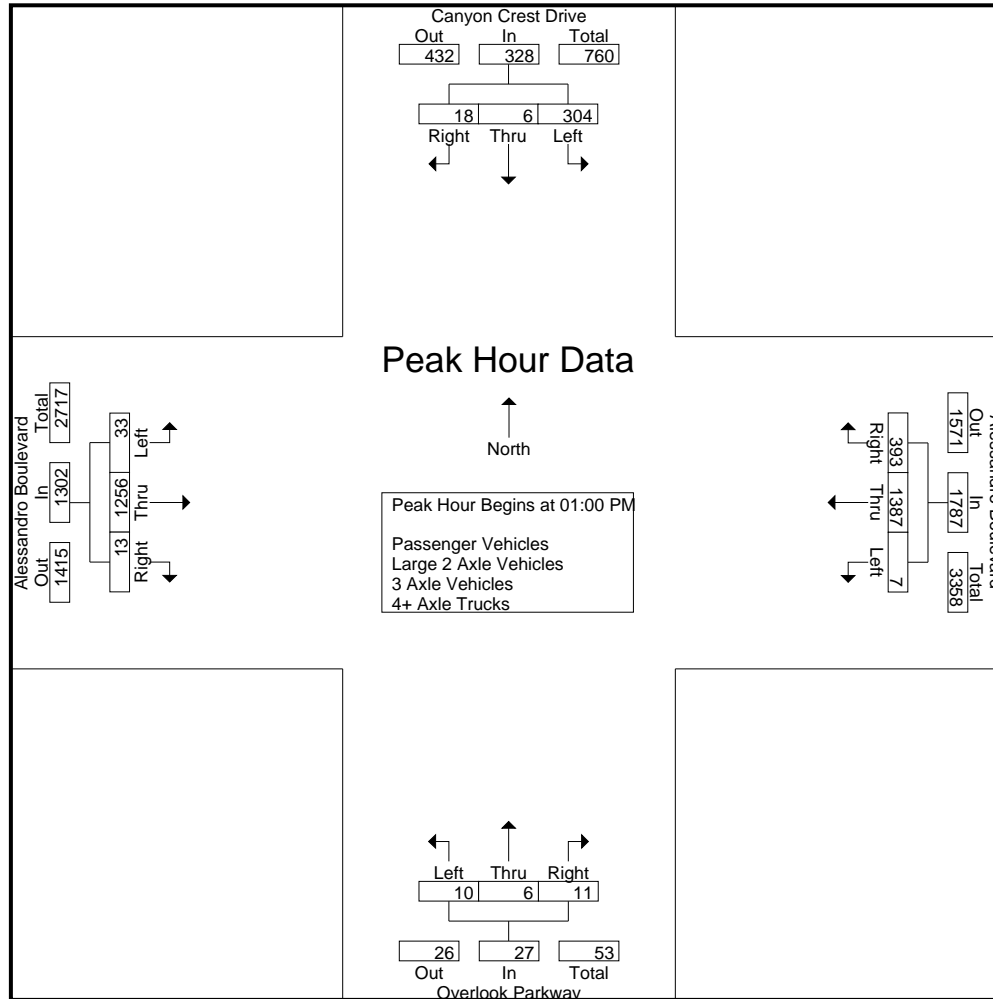 Canyon Crest Drive
Out In Total
432 328 760
18 6 304
Right Thru Left
Peak Hour Data
North
Peak Hour Begins at 01:00 PM
Passenger Vehicles
Large 2 Axle Vehicles
3 Axle Vehicles
4+ Axle Trucks
Alessandro Boulevard
Out In Total
1415 1302 2717
13 1256 33
Right Thru Left
Out In Total
1571 1787 3358
393 1387 7
Right Thru Left
Left Thru Right
10 6 11
26 27 53
Out In Total
Overlook Parkway